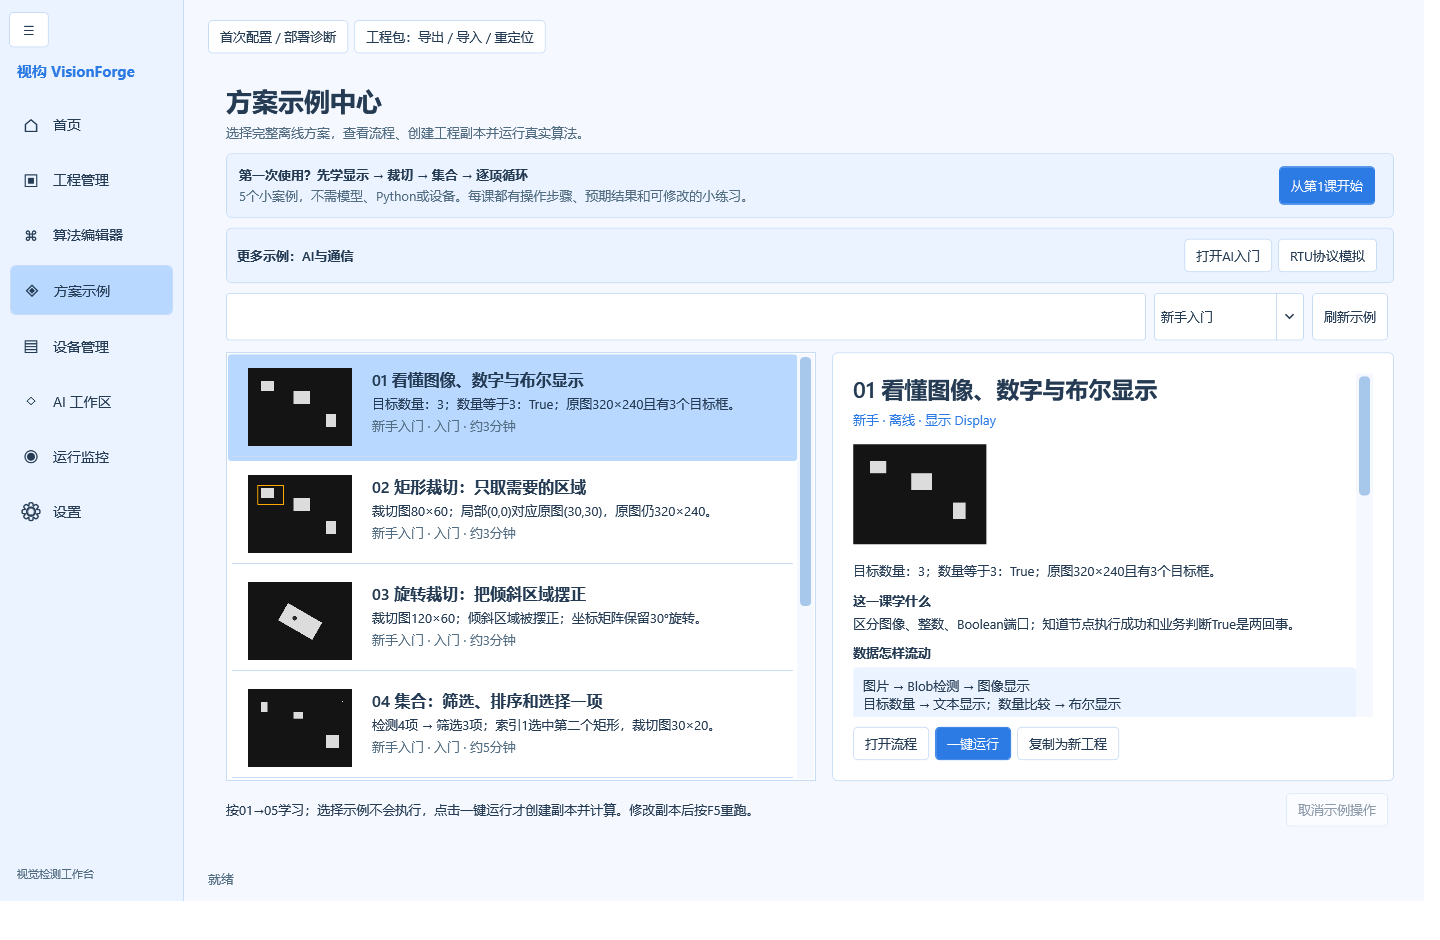 ☰
视构 VisionForge
首页
工程管理
算法编辑器
方案示例
设备管理
AI 工作区
运行监控
设置
视觉检测工作台
首次配置 / 部署诊断
工程包：导出 / 导入 / 重定位
方案示例中心
选择完整离线方案，查看流程、创建工程副本并运行真实算法。
第一次使用？先学显示 → 裁切 → 集合 → 逐项循环
5个小案例，不需模型、Python或设备。每课都有操作步骤、预期结果和可修改的小练习。
从第1课开始
更多示例：AI与通信
打开AI入门
RTU协议模拟
新手入门
刷新示例
01 看懂图像、数字与布尔显示
目标数量：3；数量等于3：True；原图320×240且有3个目标框。
新手入门 · 入门 · 约3分钟
02 矩形裁切：只取需要的区域
裁切图80×60；局部(0,0)对应原图(30,30)，原图仍320×240。
新手入门 · 入门 · 约3分钟
03 旋转裁切：把倾斜区域摆正
裁切图120×60；倾斜区域被摆正；坐标矩阵保留30°旋转。
新手入门 · 入门 · 约3分钟
04 集合：筛选、排序和选择一项
检测4项 → 筛选3项；索引1选中第二个矩形，裁切图30×20。
新手入门 · 入门 · 约5分钟
01 看懂图像、数字与布尔显示
新手 · 离线 · 显示 Display
目标数量：3；数量等于3：True；原图320×240且有3个目标框。
这一课学什么
区分图像、整数、Boolean端口；知道节点执行成功和业务判断True是两回事。
数据怎样流动
图片 → Blob检测 → 图像显示
目标数量 → 文本显示；数量比较 → 布尔显示
打开流程
一键运行
复制为新工程
按01→05学习；选择示例不会执行，点击一键运行才创建副本并计算。修改副本后按F5重跑。
取消示例操作
就绪